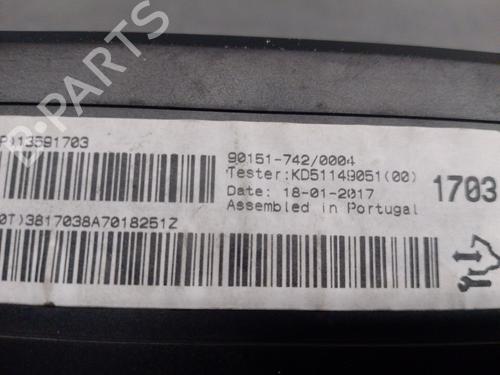 B-PARTS
P)13591703
90151-742/0004
Tester:KD51149051(00)
Date: 18-01-2017
Assembled in Portugal
1703
0T)3817038A7018251Z